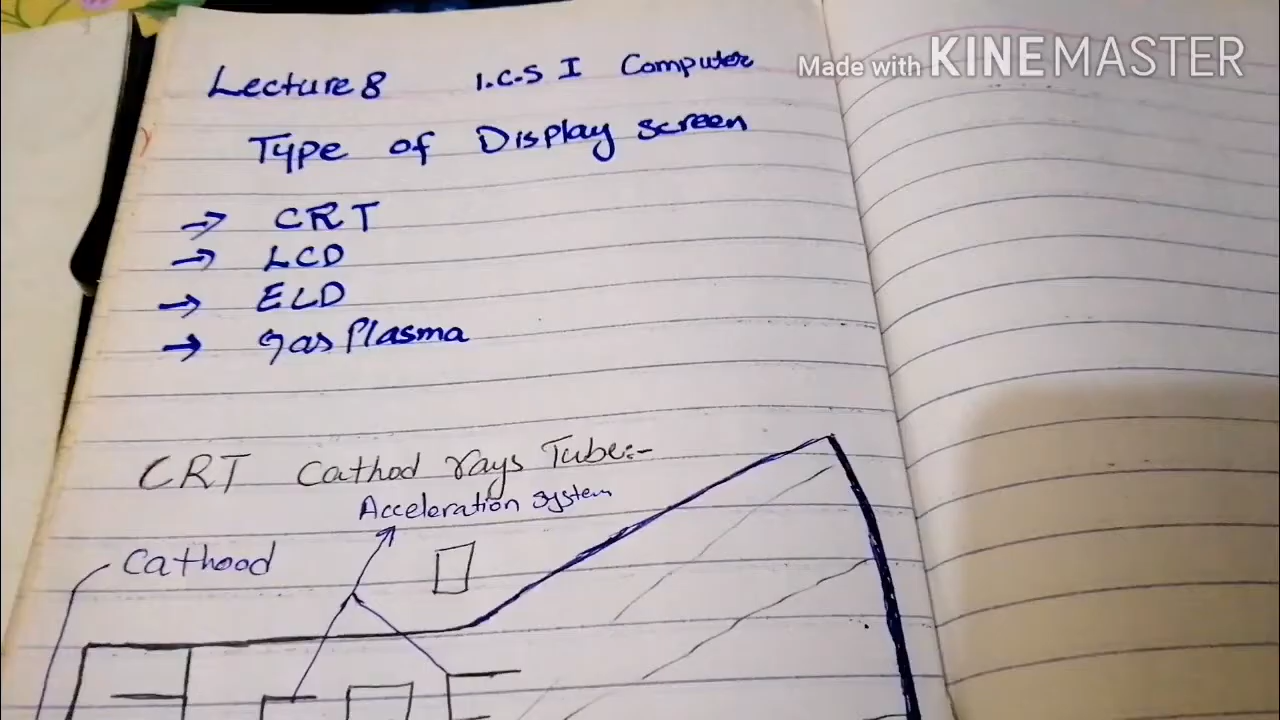 Lecture 8 I.C.S I Computer
Made with KINEMASTER
Type of Display screen
→ CRT
→ LCD
→ ELD
→ gas Plasma
CRT Cathod rays Tube:-
Acceleration system
Cathood